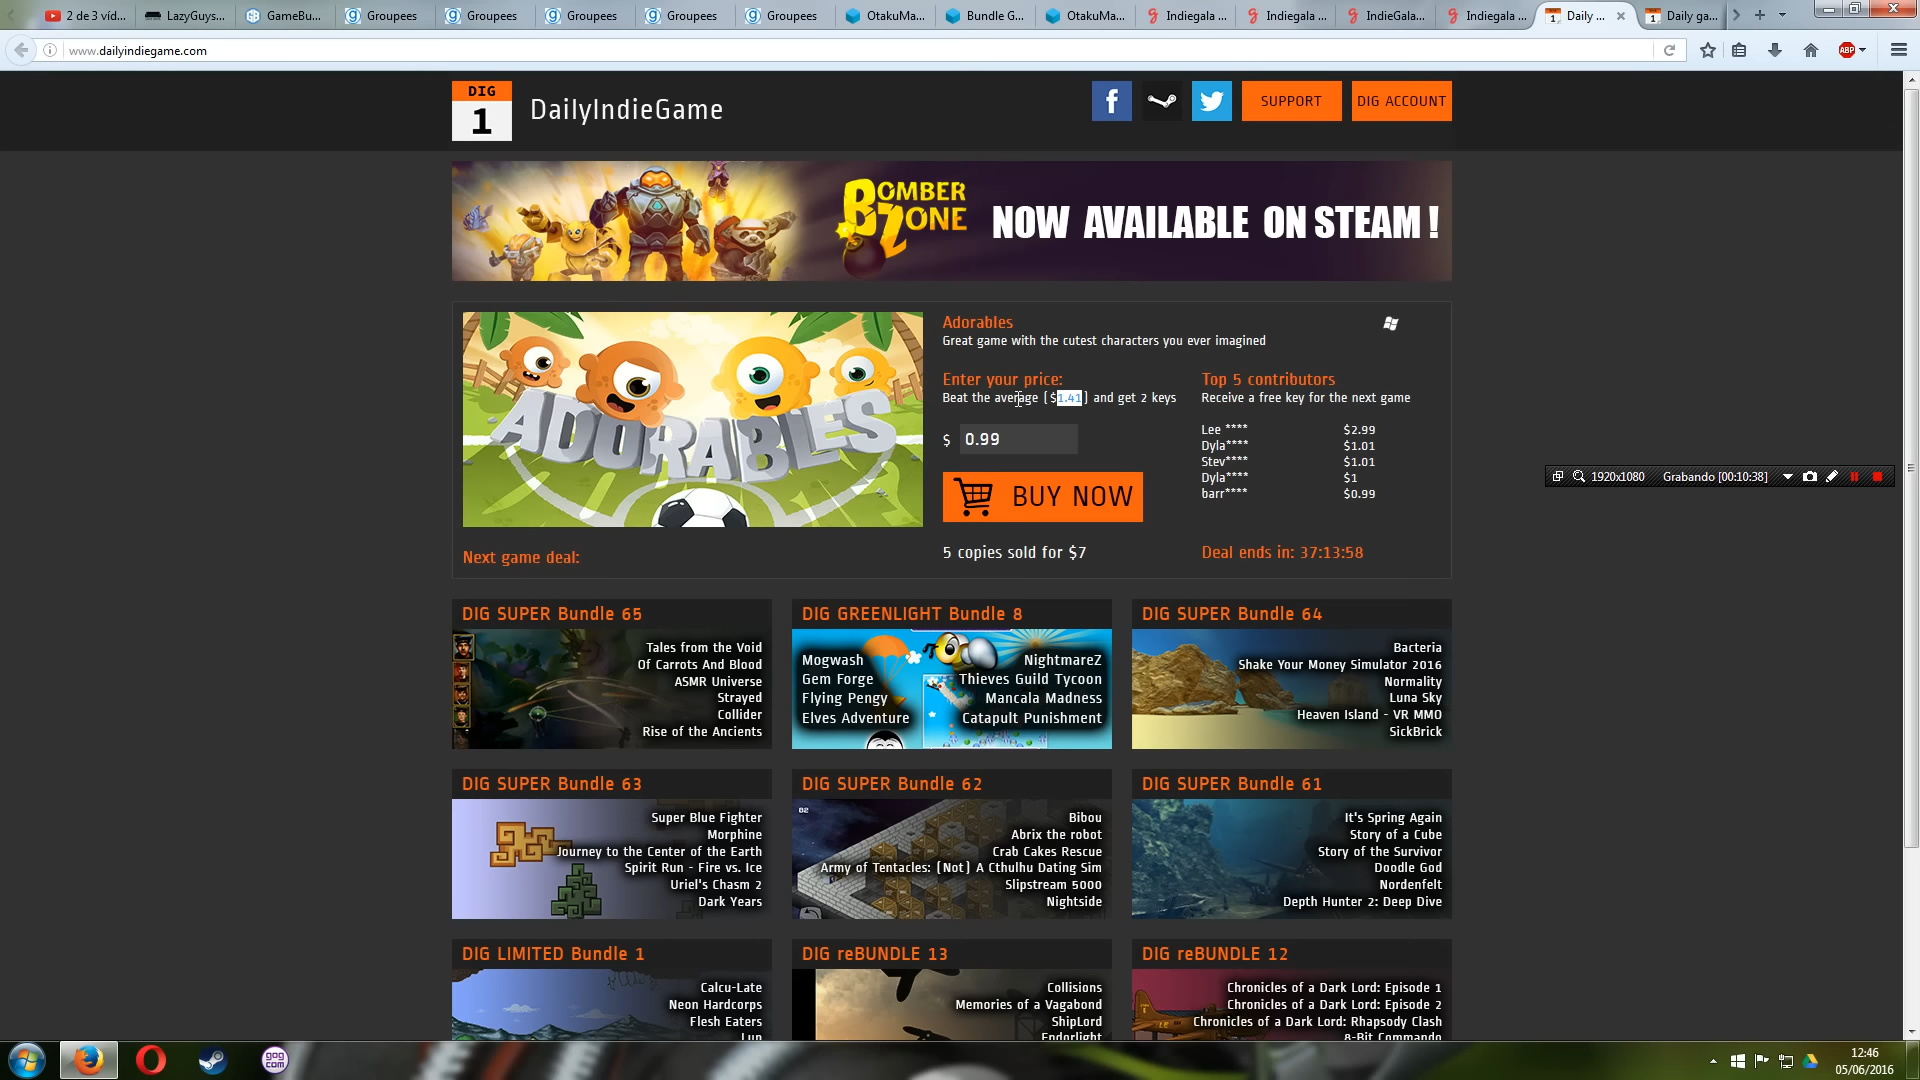 2 de 3 víd...
LazyGuys...
GameBu...
Groupees
Groupees
Groupees
Groupees
Groupees
OtakuMa...
Bundle G...
OtakuMa...
Indiegala ...
Indiegala ...
IndieGala...
Indiegala ...
Daily ...
Daily ga...
www.dailyindiegame.com
ABP
DIG
1
DailyIndieGame
SUPPORT
DIG ACCOUNT
BOMBER
ZONE
NOW AVAILABLE ON STEAM !
ADORABLES
Adorables
Great game with the cutest characters you ever imagined
Enter your price:
Beat the average [$1.41] and get 2 keys
$ 0.99
BUY NOW
5 copies sold for $7
Top 5 contributors
Receive a free key for the next game
Lee **** $2.99
Dyla**** $1.01
Stev**** $1.01
Dyla**** $1
barr**** $0.99
Deal ends in: 37:13:58
Next game deal:
1920x1080 Grabando [00:10:38]
DIG SUPER Bundle 65
Tales from the Void
Of Carrots And Blood
ASMR Universe
Strayed
Collider
Rise of the Ancients
DIG GREENLIGHT Bundle 8
Mogwash
Gem Forge
Flying Pengy
Elves Adventure
NightmareZ
Thieves Guild Tycoon
Mancala Madness
Catapult Punishment
DIG SUPER Bundle 64
Bacteria
Shake Your Money Simulator 2016
Normality
Luna Sky
Heaven Island - VR MMO
SickBrick
DIG SUPER Bundle 63
Super Blue Fighter
Morphine
Journey to the Center of the Earth
Spirit Run - Fire vs. Ice
Uriel's Chasm 2
Dark Years
DIG SUPER Bundle 62
Bibou
Abrix the robot
Crab Cakes Rescue
Army of Tentacles: (Not) A Cthulhu Dating Sim
Slipstream 5000
Nightside
DIG SUPER Bundle 61
It's Spring Again
Story of a Cube
Story of the Survivor
Doodle God
Nordenfelt
Depth Hunter 2: Deep Dive
DIG LIMITED Bundle 1
Calcu-Late
Neon Hardcorps
Flesh Eaters
DIG reBUNDLE 13
Collisions
Memories of a Vagabond
ShipLord
Endorlight
DIG reBUNDLE 12
Chronicles of a Dark Lord: Episode 1
Chronicles of a Dark Lord: Episode 2
Chronicles of a Dark Lord: Rhapsody Clash
8-Bit Commando
gog
com
12:46
05/06/2016